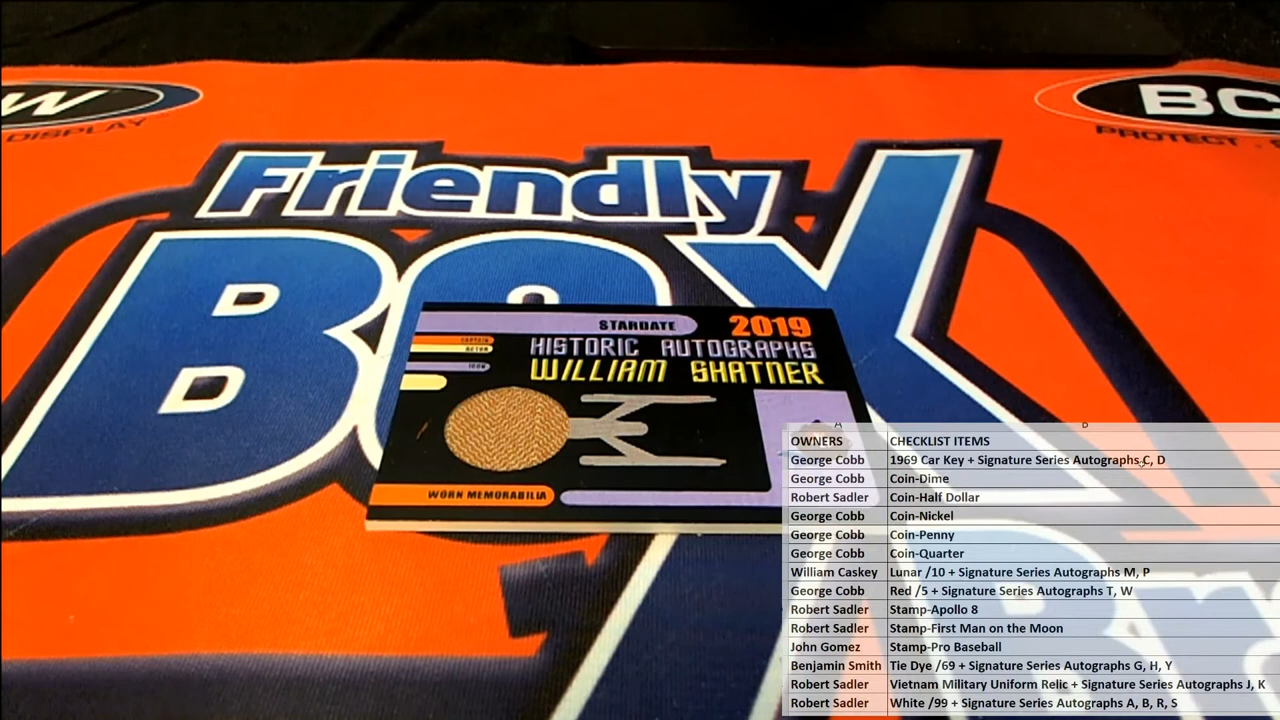 W
DISPLAY
BC
PROTECT
Friendly
BOX
STARDATE 2019
HISTORIC AUTOGRAPHS
WILLIAM SHATNER
CAPTAIN
ACTOR
ICON
WORN MEMORABILIA
A B
OWNERS CHECKLIST ITEMS
George Cobb 1969 Car Key + Signature Series Autographs C, D
George Cobb Coin-Dime
Robert Sadler Coin-Half Dollar
George Cobb Coin-Nickel
George Cobb Coin-Penny
George Cobb Coin-Quarter
William Caskey Lunar /10 + Signature Series Autographs M, P
George Cobb Red /5 + Signature Series Autographs T, W
Robert Sadler Stamp-Apollo 8
Robert Sadler Stamp-First Man on the Moon
John Gomez Stamp-Pro Baseball
Benjamin Smith Tie Dye /69 + Signature Series Autographs G, H, Y
Robert Sadler Vietnam Military Uniform Relic + Signature Series Autographs J, K
Robert Sadler White /99 + Signature Series Autographs A, B, R, S